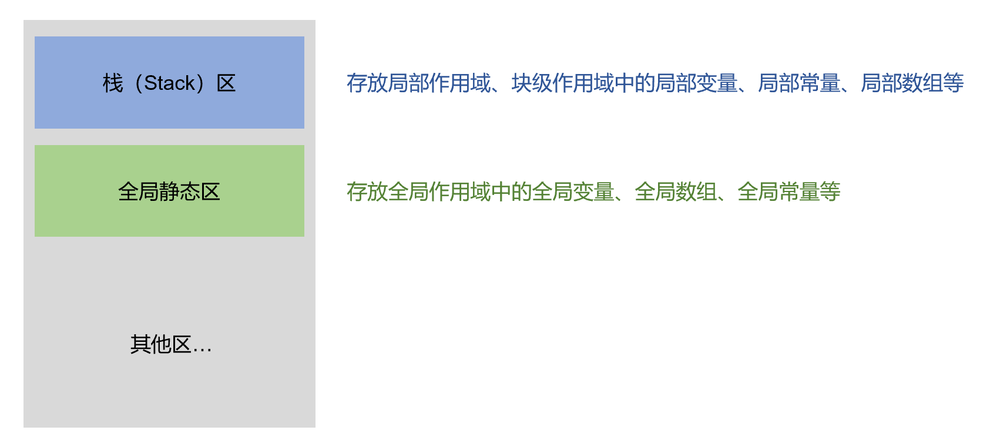 栈（Stack）区
存放局部作用域、块级作用域中的局部变量、局部常量、局部数组等
全局静态区
存放全局作用域中的全局变量、全局数组、全局常量等
其他区…